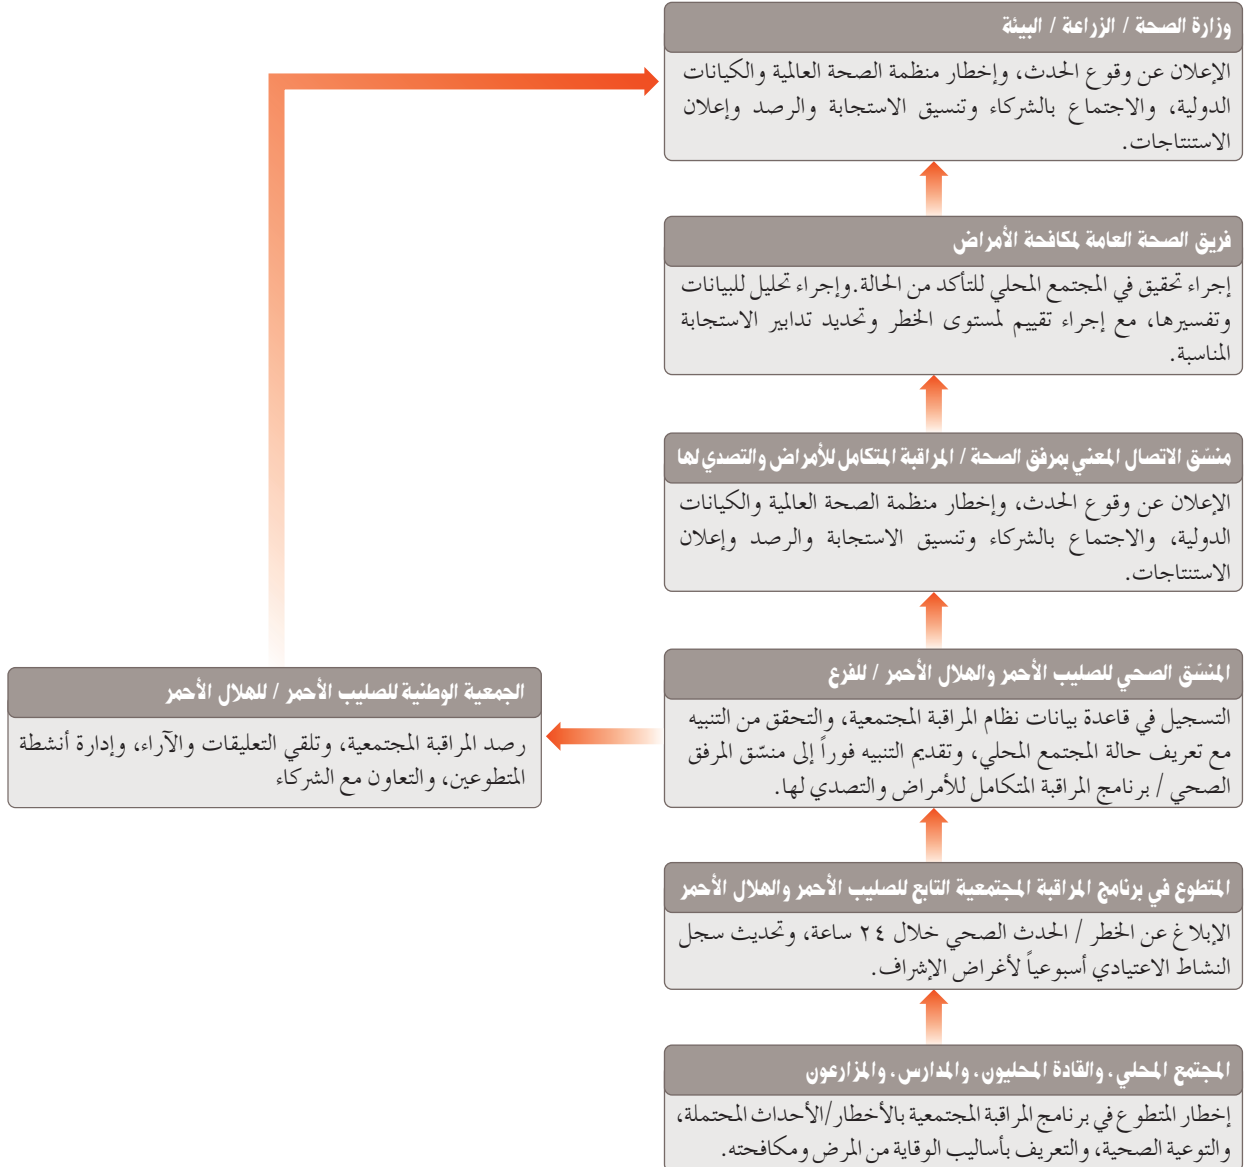 وزارة الصحة / الزراعة / البيئة
الإعلان عن وقوع الحدث، وإخطار منظمة الصحة العالمية والكيانات
الدولية، والاجتماع بالشركاء وتنسيق الاستجابة والرصد وإعلان
الاستنتاجات.
فريق الصحة العامة لمكافحة الأمراض
إجراء تحقيق في المجتمع المحلي للتأكد من الحالة.وإجراء تحليل للبيانات
وتفسيرها، مع إجراء تقييم لمستوى الخطر وتحديد تدابير الاستجابة
المناسبة.
منسّق الاتصال المعني بمرفق الصحة / المراقبة المتكامل للأمراض والتصدي لها
الإعلان عن وقوع الحدث، وإخطار منظمة الصحة العالمية والكيانات
الدولية، والاجتماع بالشركاء وتنسيق الاستجابة والرصد وإعلان
الاستنتاجات.
المنسّق الصحي للصليب الأحمر والهلال الأحمر / للفرع
التسجيل في قاعدة بيانات نظام المراقبة المجتمعية، والتحقق من التنبيه
مع تعريف حالة المجتمع المحلي، وتقديم التنبيه فوراً إلى منسّق المرفق
الصحي / برنامج المراقبة المتكامل للأمراض والتصدي لها.
الجمعية الوطنية للصليب الأحمر / للهلال الأحمر
رصد المراقبة المجتمعية، وتلقي التعليقات والآراء، وإدارة أنشطة
المتطوعين، والتعاون مع الشركاء
المتطوع في برنامج المراقبة المجتمعية التابع للصليب الأحمر والهلال الأحمر
الإبلاغ عن الخطر / الحدث الصحي خلال ٢٤ ساعة، وتحديث سجل
النشاط الاعتيادي أسبوعياً لأغراض الإشراف.
المجتمع المحلي، والقادة المحليون، والمدارس، والمزارعون
إخطار المتطوع في برنامج المراقبة المجتمعية بالأخطار/الأحداث المحتملة،
والتوعية الصحية، والتعريف بأساليب الوقاية من المرض ومكافحته.